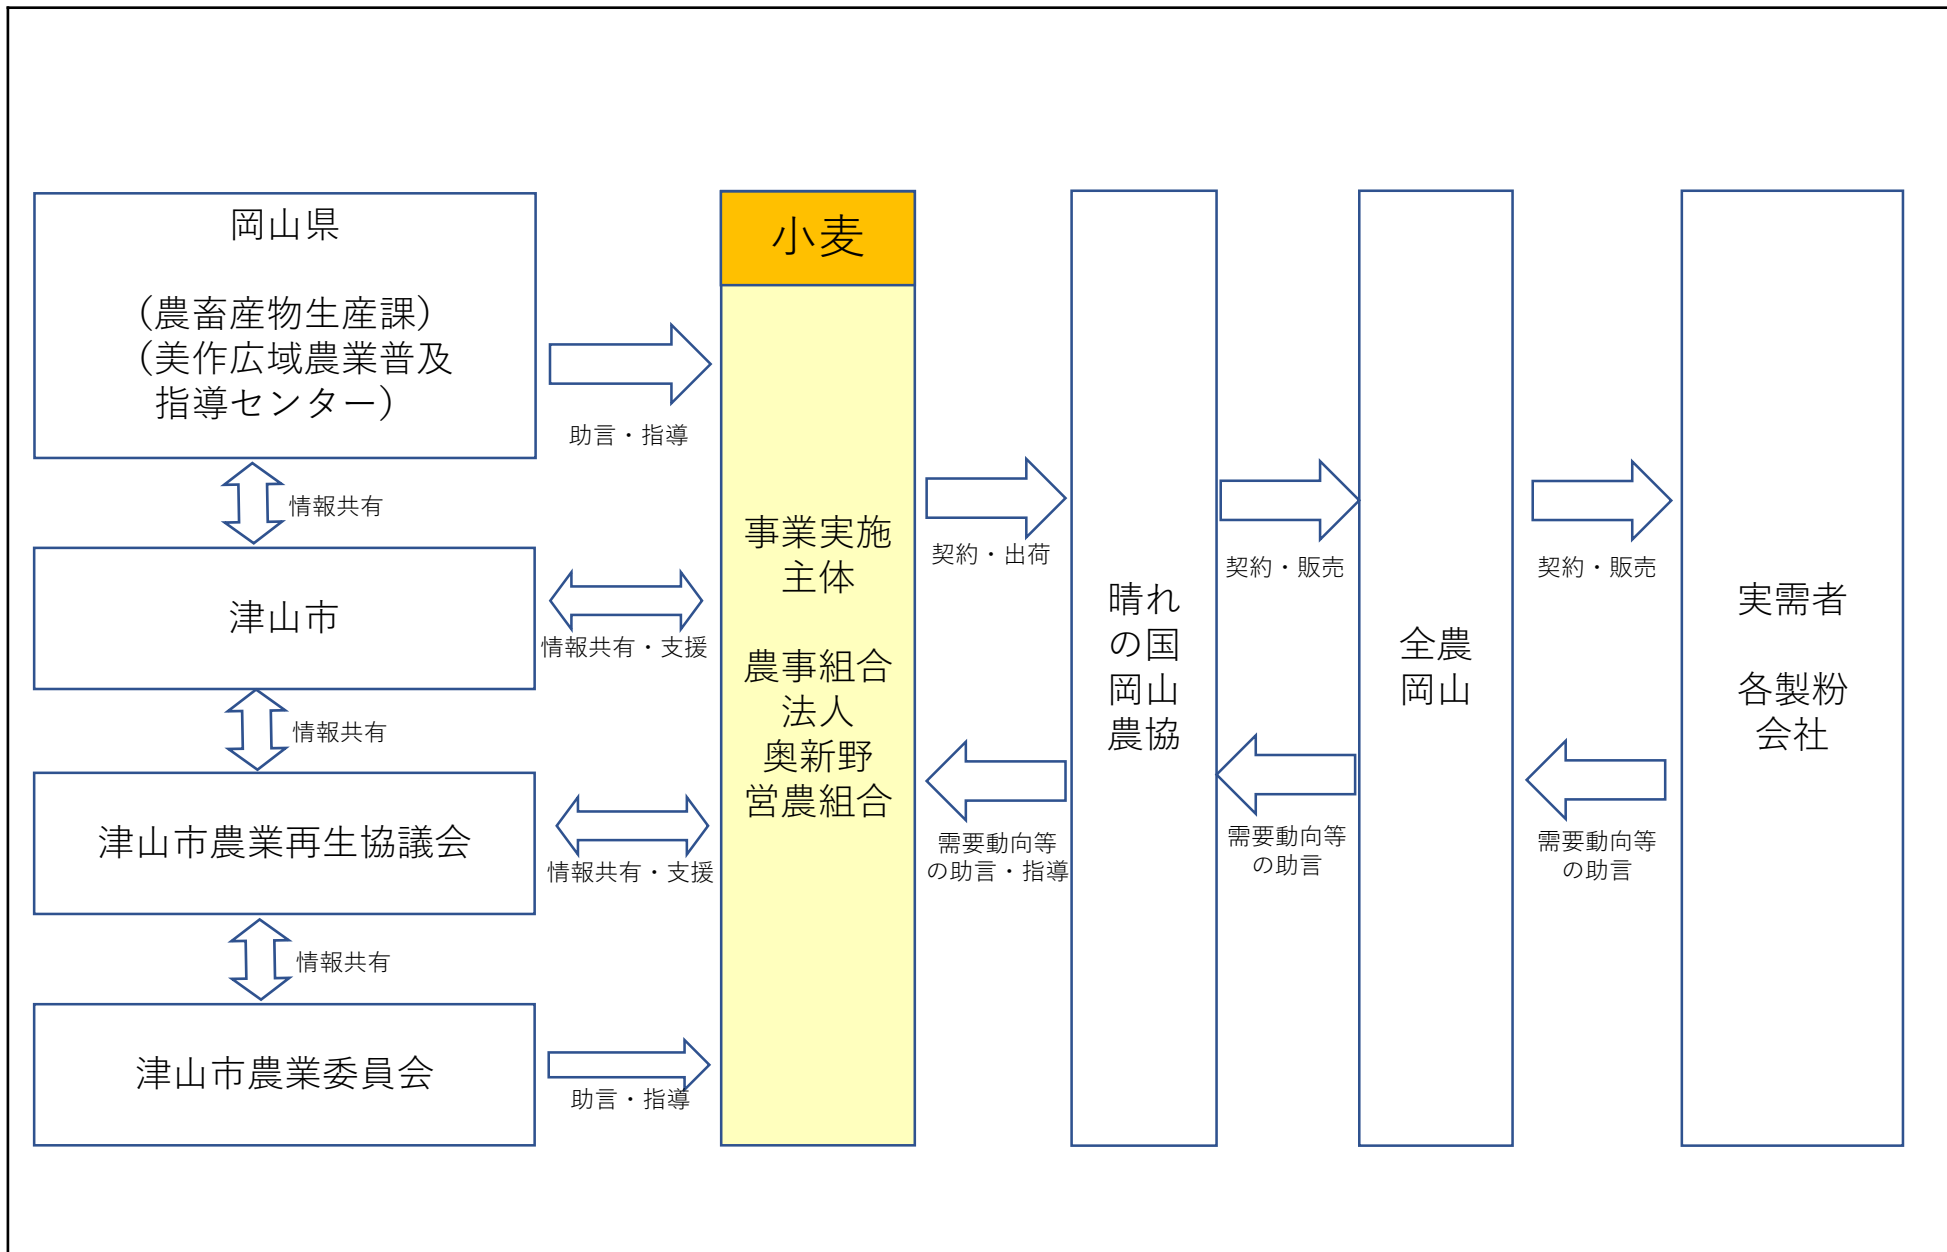 岡山県
（農畜産物生産課）
（美作広域農業普及
指導センター）
情報共有
津山市
情報共有
津山市農業再生協議会
情報共有
津山市農業委員会
助言・指導
情報共有・支援
情報共有・支援
助言・指導
小麦
事業実施
主体
農事組合
法人
奥新野
営農組合
契約・出荷
需要動向等
の助言・指導
晴れ
の国
岡山
農協
契約・販売
需要動向等
の助言
全農
岡山
契約・販売
需要動向等
の助言
実需者
各製粉
会社